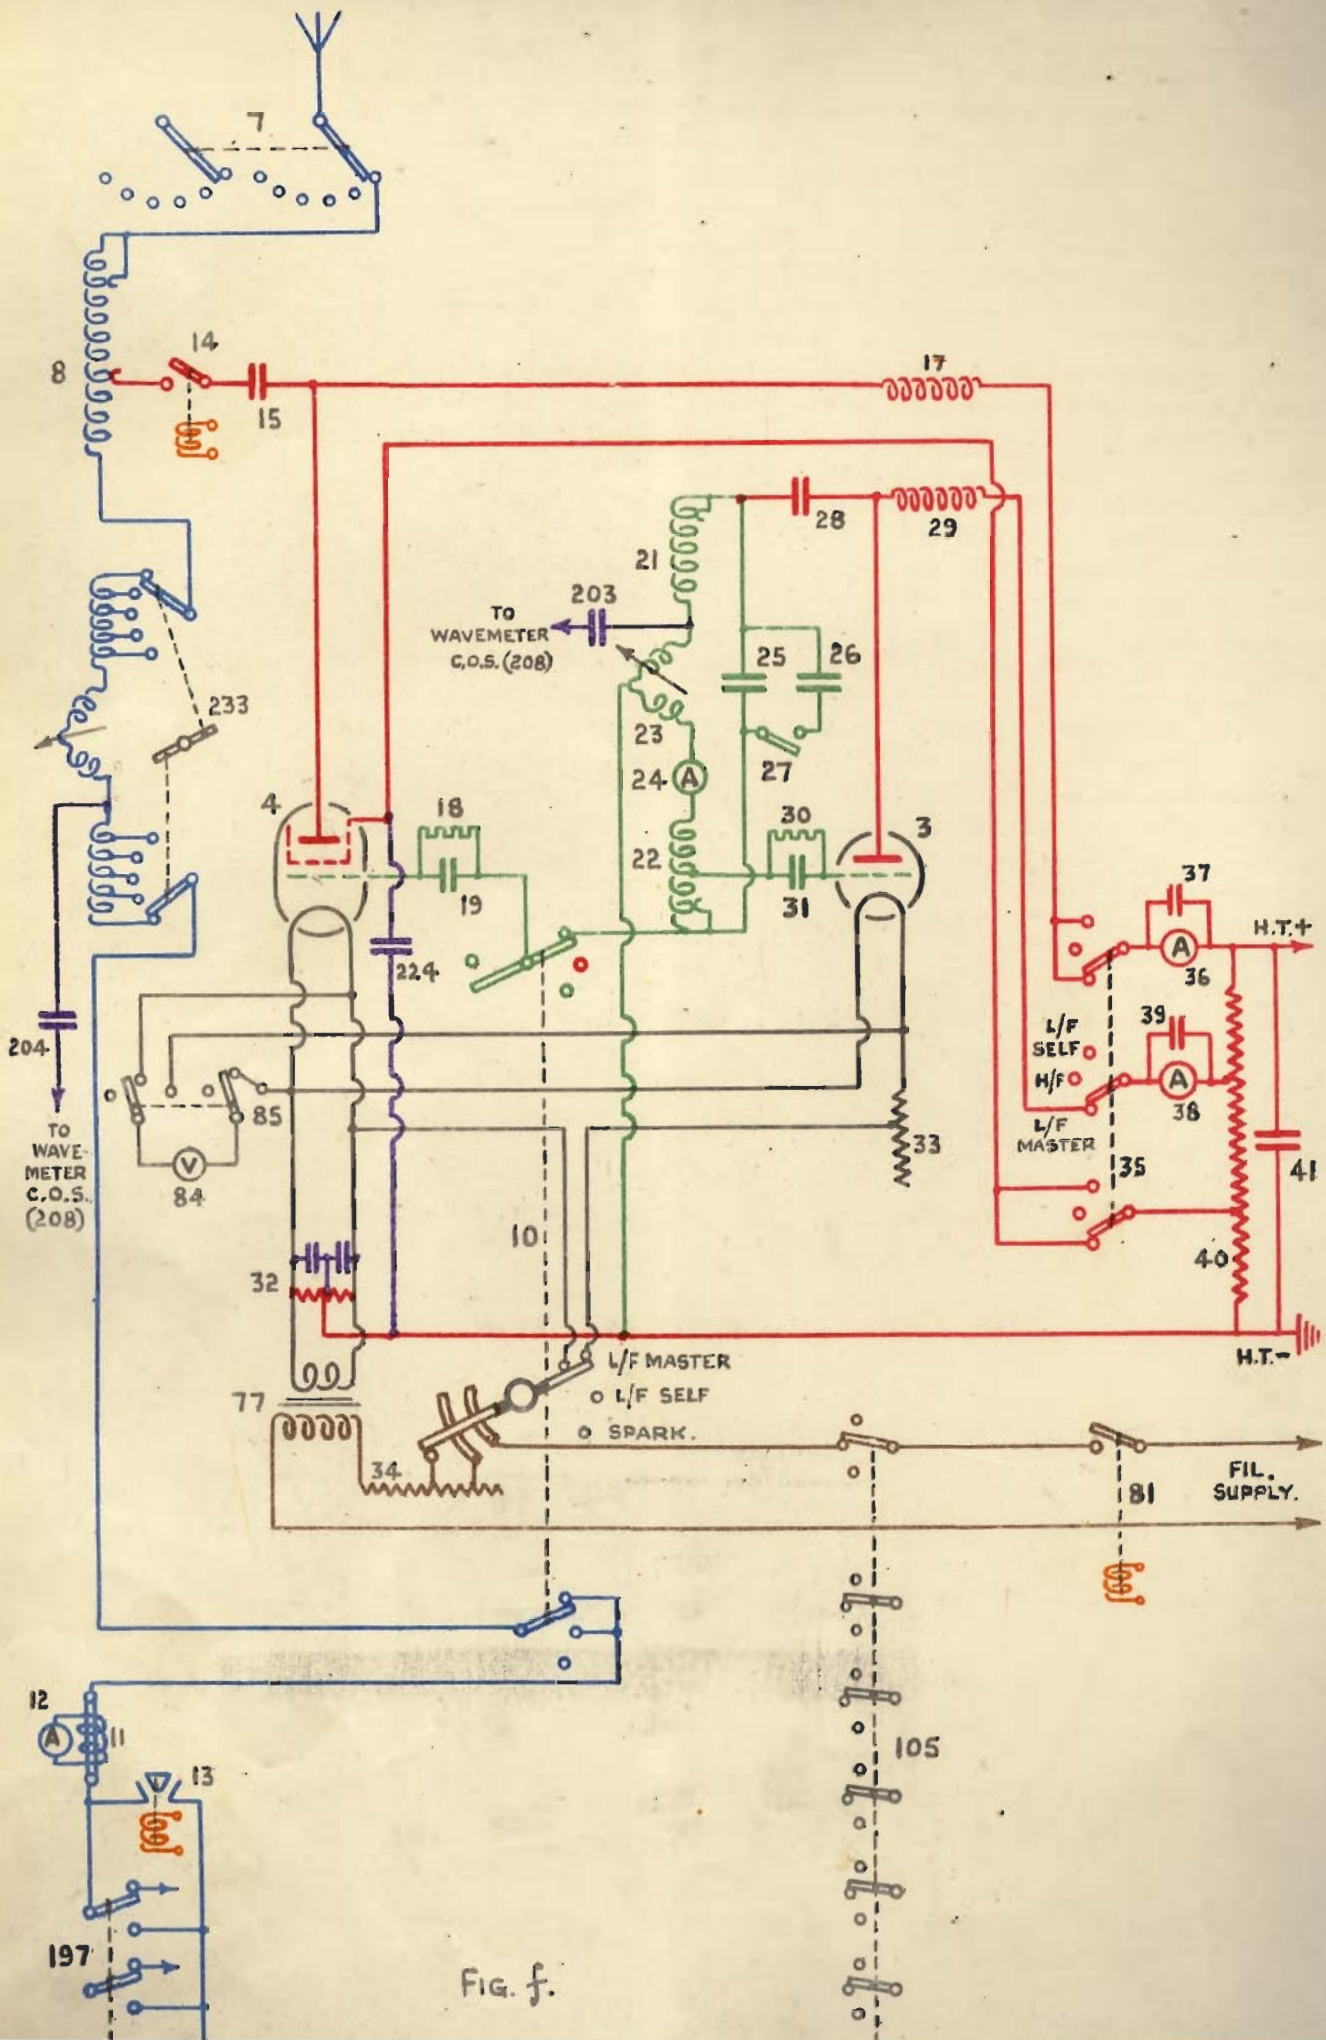 7
14
8
15
17
28
29
21
203
TO
WAVEMETER
C.O.S. (208)
25
26
233
23
27
24
A
4
18
30
3
22
19
31
37
H.T.+
A
36
224
204
L/F
SELF
39
H/F
A
38
L/F
MASTER
85
TO
WAVE-
METER
C.O.S.
(208)
V
84
33
35
41
10
40
32
L/F MASTER
H.T.-
77
L/F SELF
SPARK.
34
FIL.
SUPPLY.
81
12
A
11
105
13
197
FIG. f.